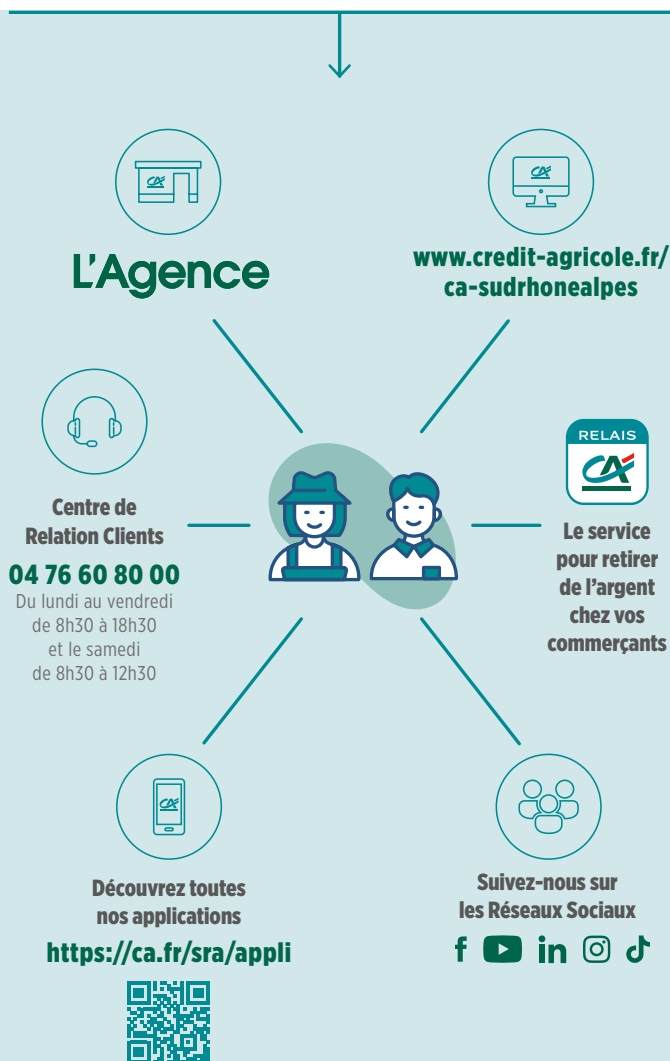 L'Agence
www.credit-agricole.fr/
ca-sudrhonealpes
Centre de
Relation Clients
04 76 60 80 00
Du lundi au vendredi
de 8h30 à 18h30
et le samedi
de 8h30 à 12h30
RELAIS
CA
Le service
pour retirer
de l'argent
chez vos
commerçants
Découvrez toutes
nos applications
https://ca.fr/sra/appli
Suivez-nous sur
les Réseaux Sociaux